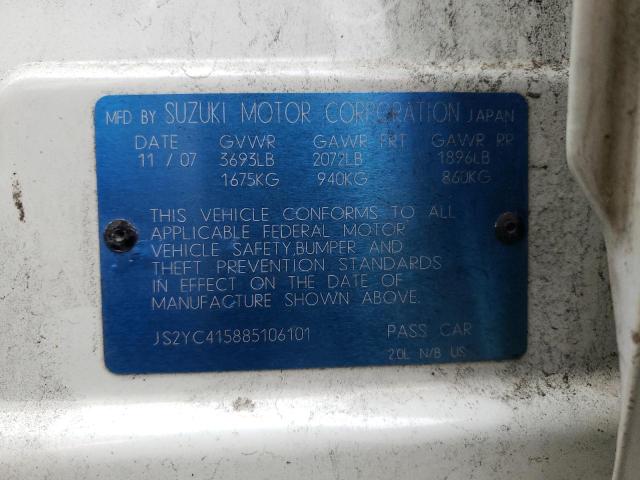 MFD BY SUZUKI MOTOR CORPORATION JAPAN
DATE GVWR GAWR FRT GAWR RR
11 / 07 3693LB 2072LB 1896LB
1675KG 940KG 860KG
THIS VEHICLE CONFORMS TO ALL
APPLICABLE FEDERAL MOTOR
VEHICLE SAFETY,BUMPER AND
THEFT PREVENTION STANDARDS
IN EFFECT ON THE DATE OF
MANUFACTURE SHOWN ABOVE.
JS2YC415885106101 PASS CAR
2.0L N/B US